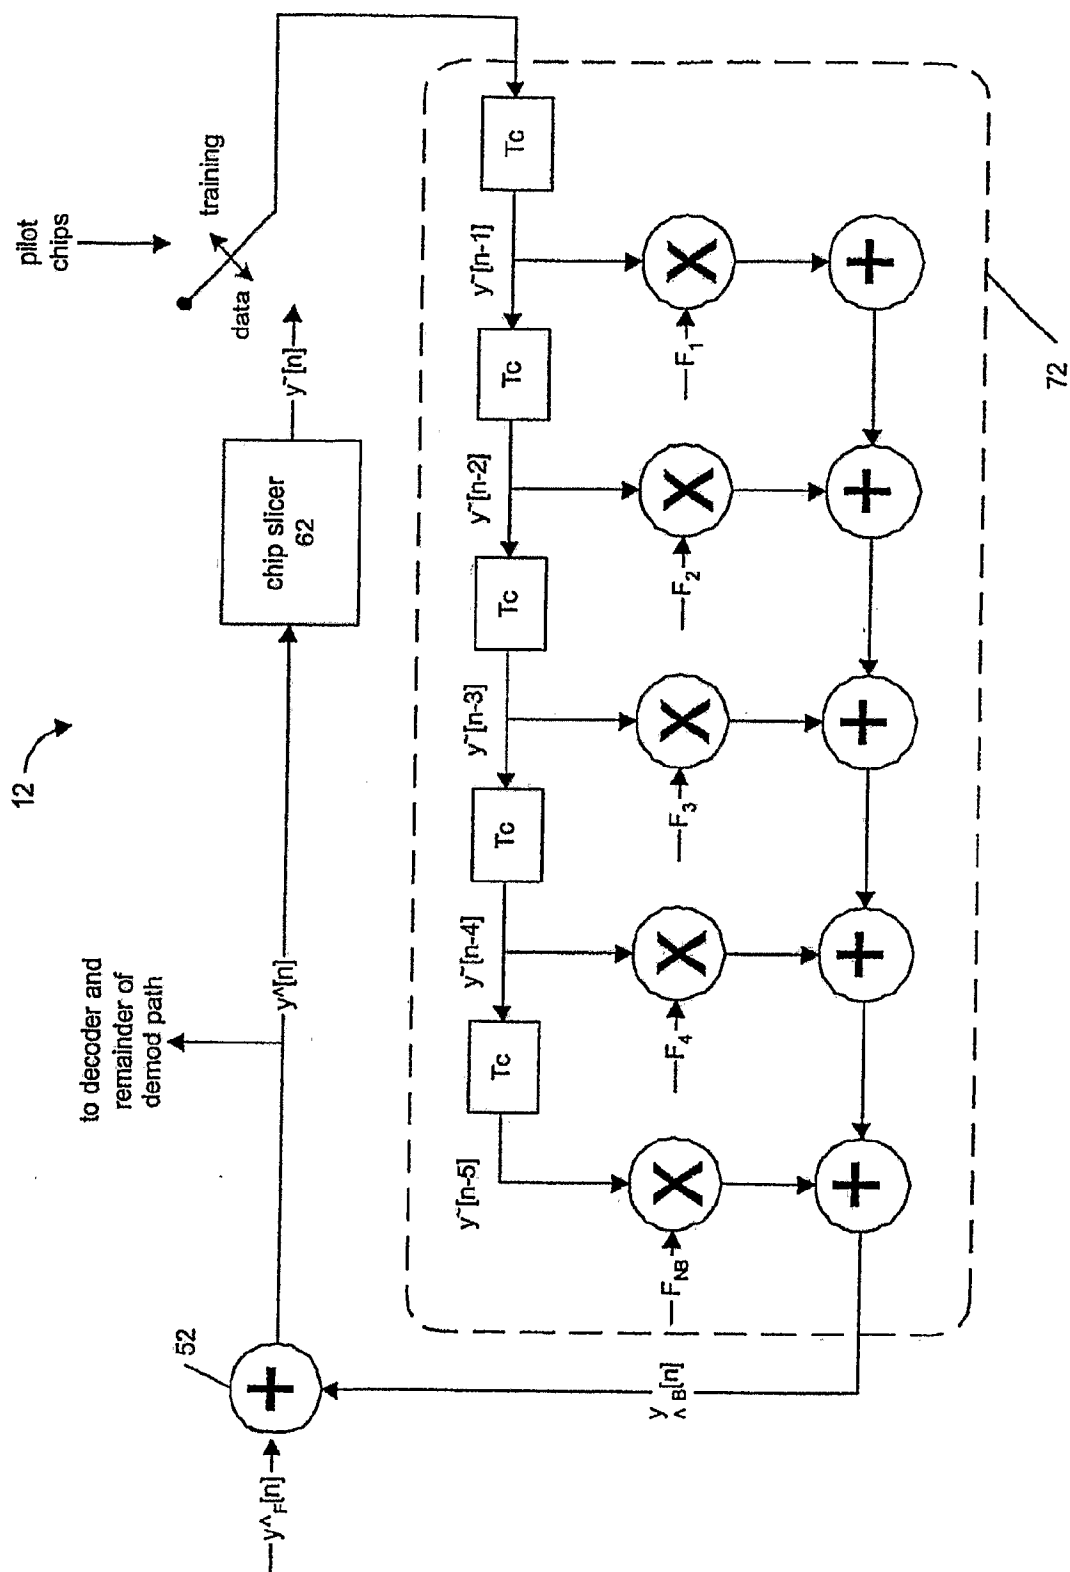 12
pilot
chips
training
data
to decoder and
remainder of
demod path
52
y^F[n]
y^[n]
chip slicer
62
y~[n]
Tc
Tc
Tc
Tc
Tc
y~[n-5]
y~[n-4]
y~[n-3]
y~[n-2]
y~[n-1]
FNB
F4
F3
F2
F1
X
X
X
X
X
+
+
+
+
+
+
y^B[n]
72